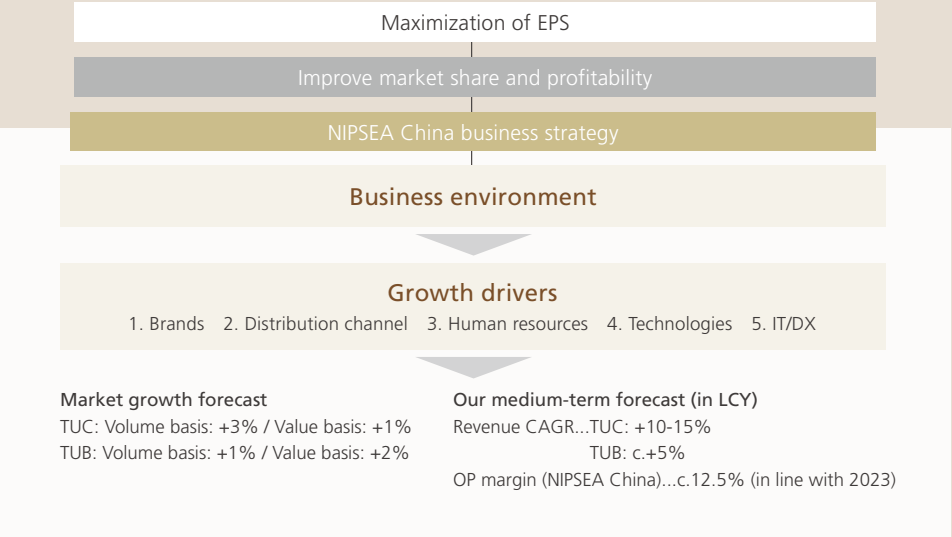 Maximization of EPS
Improve market share and profitability
NIPSEA China business strategy
Business environment
Growth drivers
1. Brands 2. Distribution channel 3. Human resources 4. Technologies 5. IT/DX
Market growth forecast
TUC: Volume basis: +3% / Value basis: +1%
TUB: Volume basis: +1% / Value basis: +2%
Our medium-term forecast (in LCY)
Revenue CAGR...TUC: +10-15%
TUB: c.+5%
OP margin (NIPSEA China)...c.12.5% (in line with 2023)